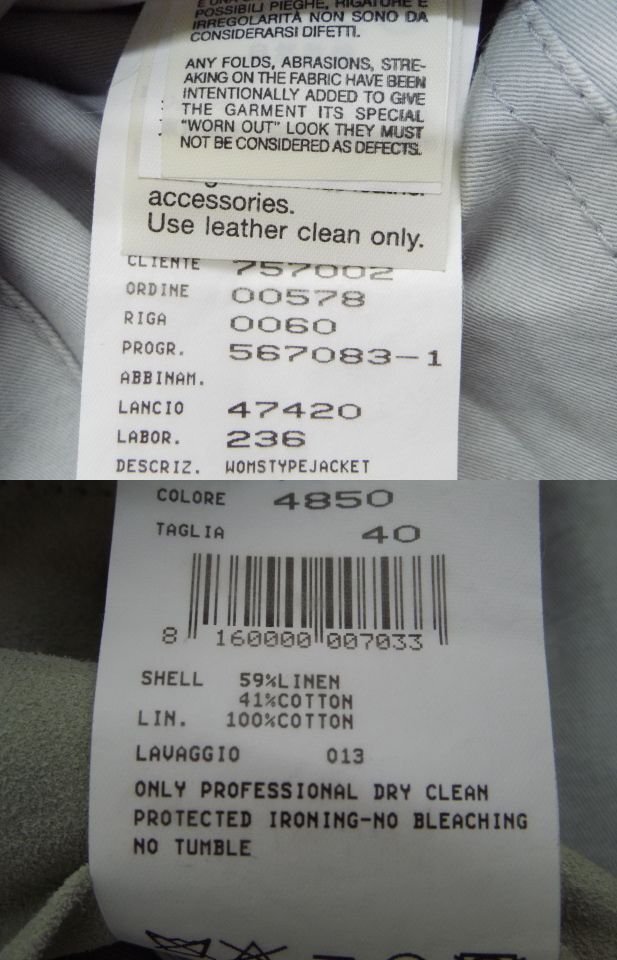 POSSIBILI PIEGHE, RIGATURE E
IRREGOLARITÀ NON SONO DA
CONSIDERARSI DIFETTI.
ANY FOLDS, ABRASIONS, STRE-
AKING ON THE FABRIC HAVE BEEN
INTENTIONALLY ADDED TO GIVE
THE GARMENT ITS SPECIAL
"WORN OUT" LOOK THEY MUST
NOT BE CONSIDERED AS DEFECTS.
accessories.
Use leather clean only.
CLIENTE 757002
ORDINE 00578
RIGA 0060
PROGR. 567083-1
ABBINAM.
LANCIO 47420
LABOR. 236
DESCRIZ. WOMSTYPEJACKET
COLORE 4850
TAGLIA 40
8 160000 007033
SHELL 59%LINEN
41%COTTON
LIN. 100%COTTON
LAVAGGIO 013
ONLY PROFESSIONAL DRY CLEAN
PROTECTED IRONING-NO BLEACHING
NO TUMBLE